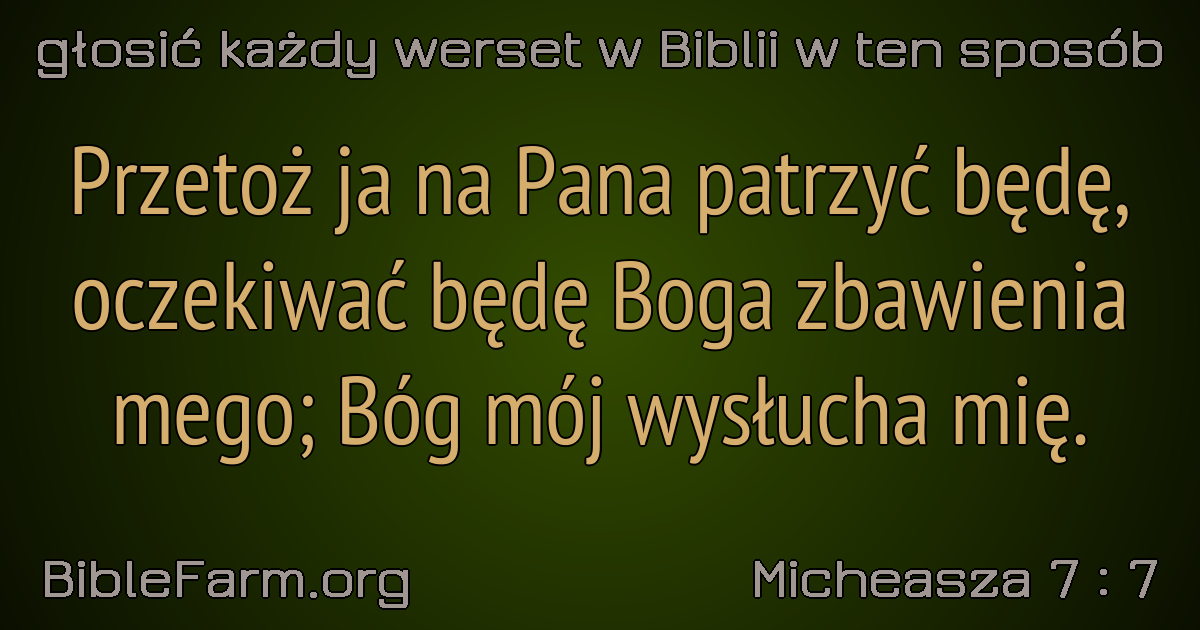 głosić każdy werset w Biblii w ten sposób
Przetoż ja na Pana patrzyć będę,
oczekiwać będę Boga zbawienia
mego; Bóg mój wysłucha mię.
BibleFarm.org
Micheasza 7 : 7